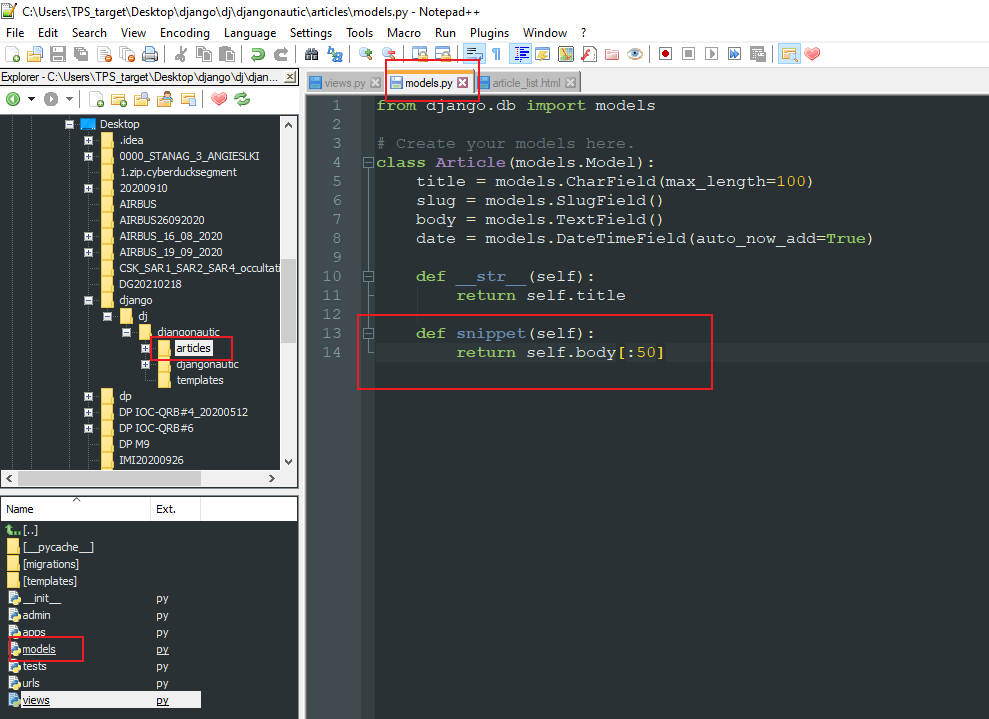 C:\Users\TPS_target\Desktop\django\dj\djangonautic\articles\models.py - Notepad++
File Edit Search View Encoding Language Settings Tools Macro Run Plugins Window ?
Explorer - C:\Users\TPS_target\Desktop\django\dj\djan...
Desktop
.idea
0000_STANAG_3_ANGIESLKI
1.zip.cyberducksegment
20200910
AIRBUS
AIRBUS26092020
AIRBUS_16_08_2020
AIRBUS_19_09_2020
CSK_SAR1_SAR2_SAR4_occultati
DG20210218
django
dj
djangonautic
articles
djangonautic
templates
dp
DP IOC-QRB#4_20200512
DP IOC-QRB#6
DP M9
IMI20200926
Name Ext.
[..]
[__pycache__]
[migrations]
[templates]
__init__ py
admin py
apps py
models py
tests py
urls py
views py
views.py models.py article_list.html
1 from django.db import models
2
3 # Create your models here.
4 class Article(models.Model):
5 title = models.CharField(max_length=100)
6 slug = models.SlugField()
7 body = models.TextField()
8 date = models.DateTimeField(auto_now_add=True)
9
10 def __str__(self):
11 return self.title
12
13 def snippet(self):
14 return self.body[:50]